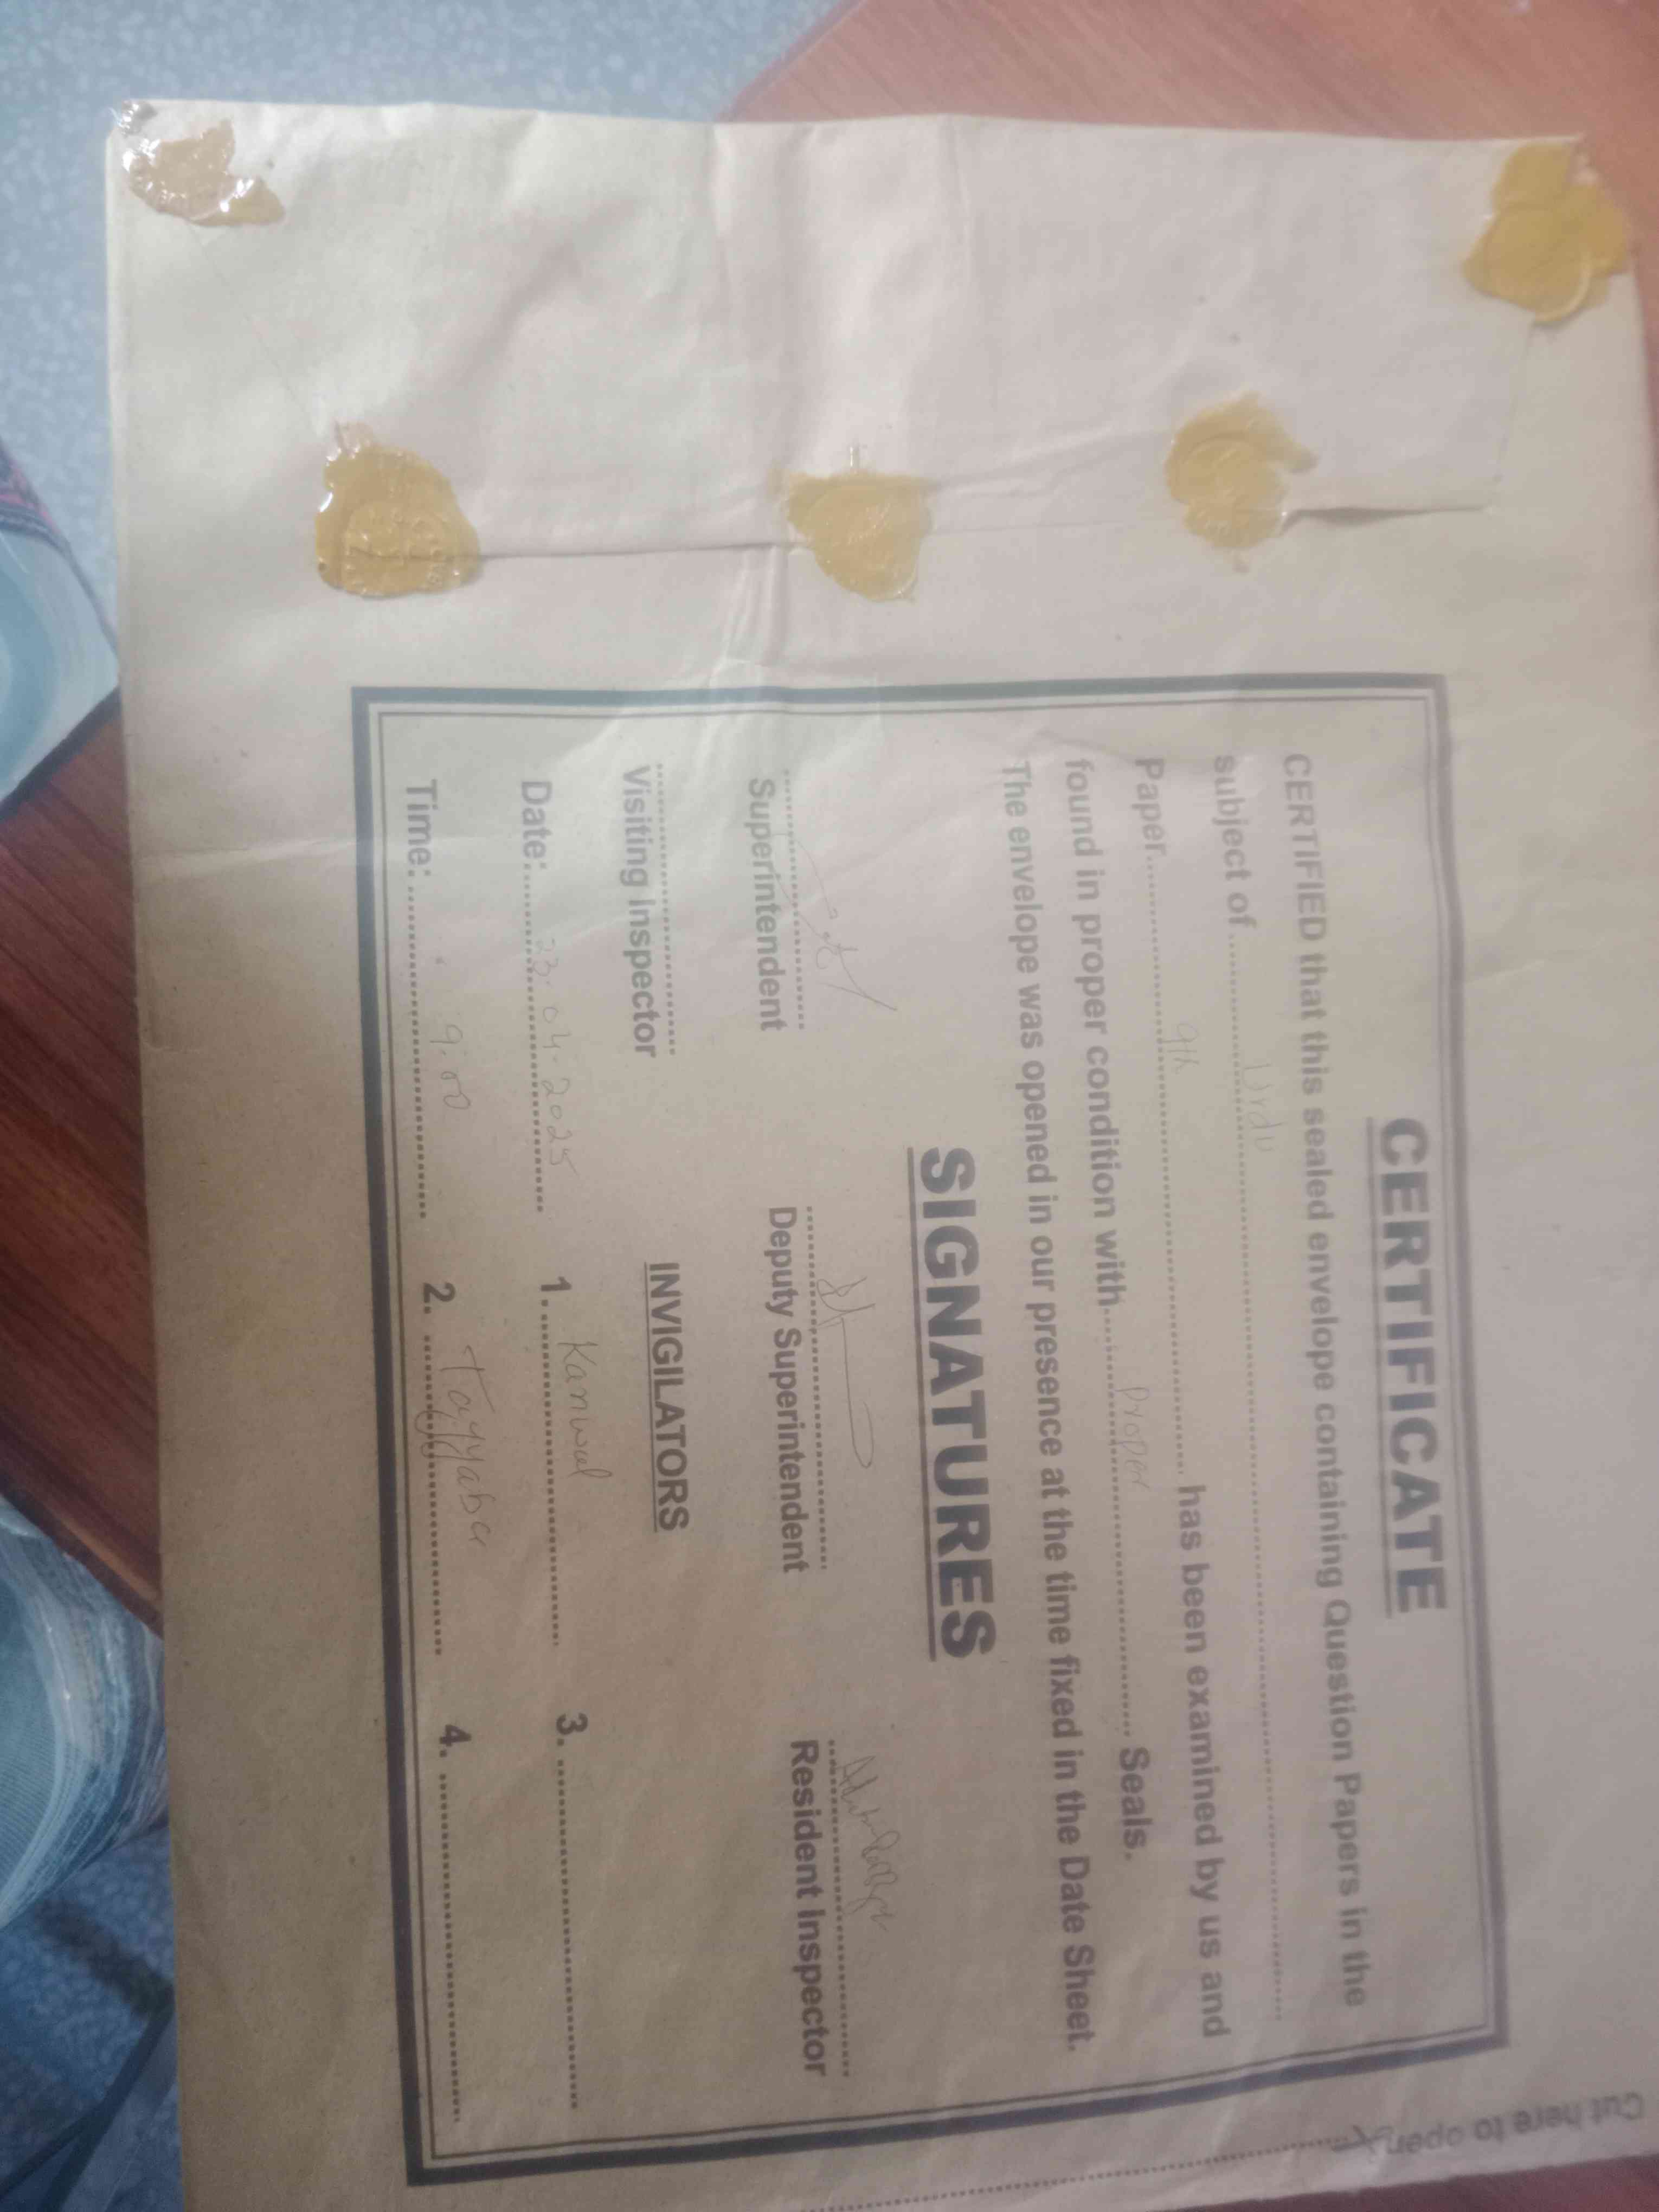 CERTIFICATE
CERTIFIED that this sealed envelope containing Question Papers in the
subject of.......Urdu.......
Paper.......9th....... has been examined by us and
found in proper condition with.......Proper....... Seals.
The envelope was opened in our presence at the time fixed in the Date Sheet.
SIGNATURES
Superintendent Deputy Superintendent Resident Inspector
Visiting Inspector
INVIGILATORS
Date:.......23-04-2025....... 1........Kanwal....... 3. .......
Time:.......9:00....... 2. .......Tayyaba....... 4. .......
Cut here to open